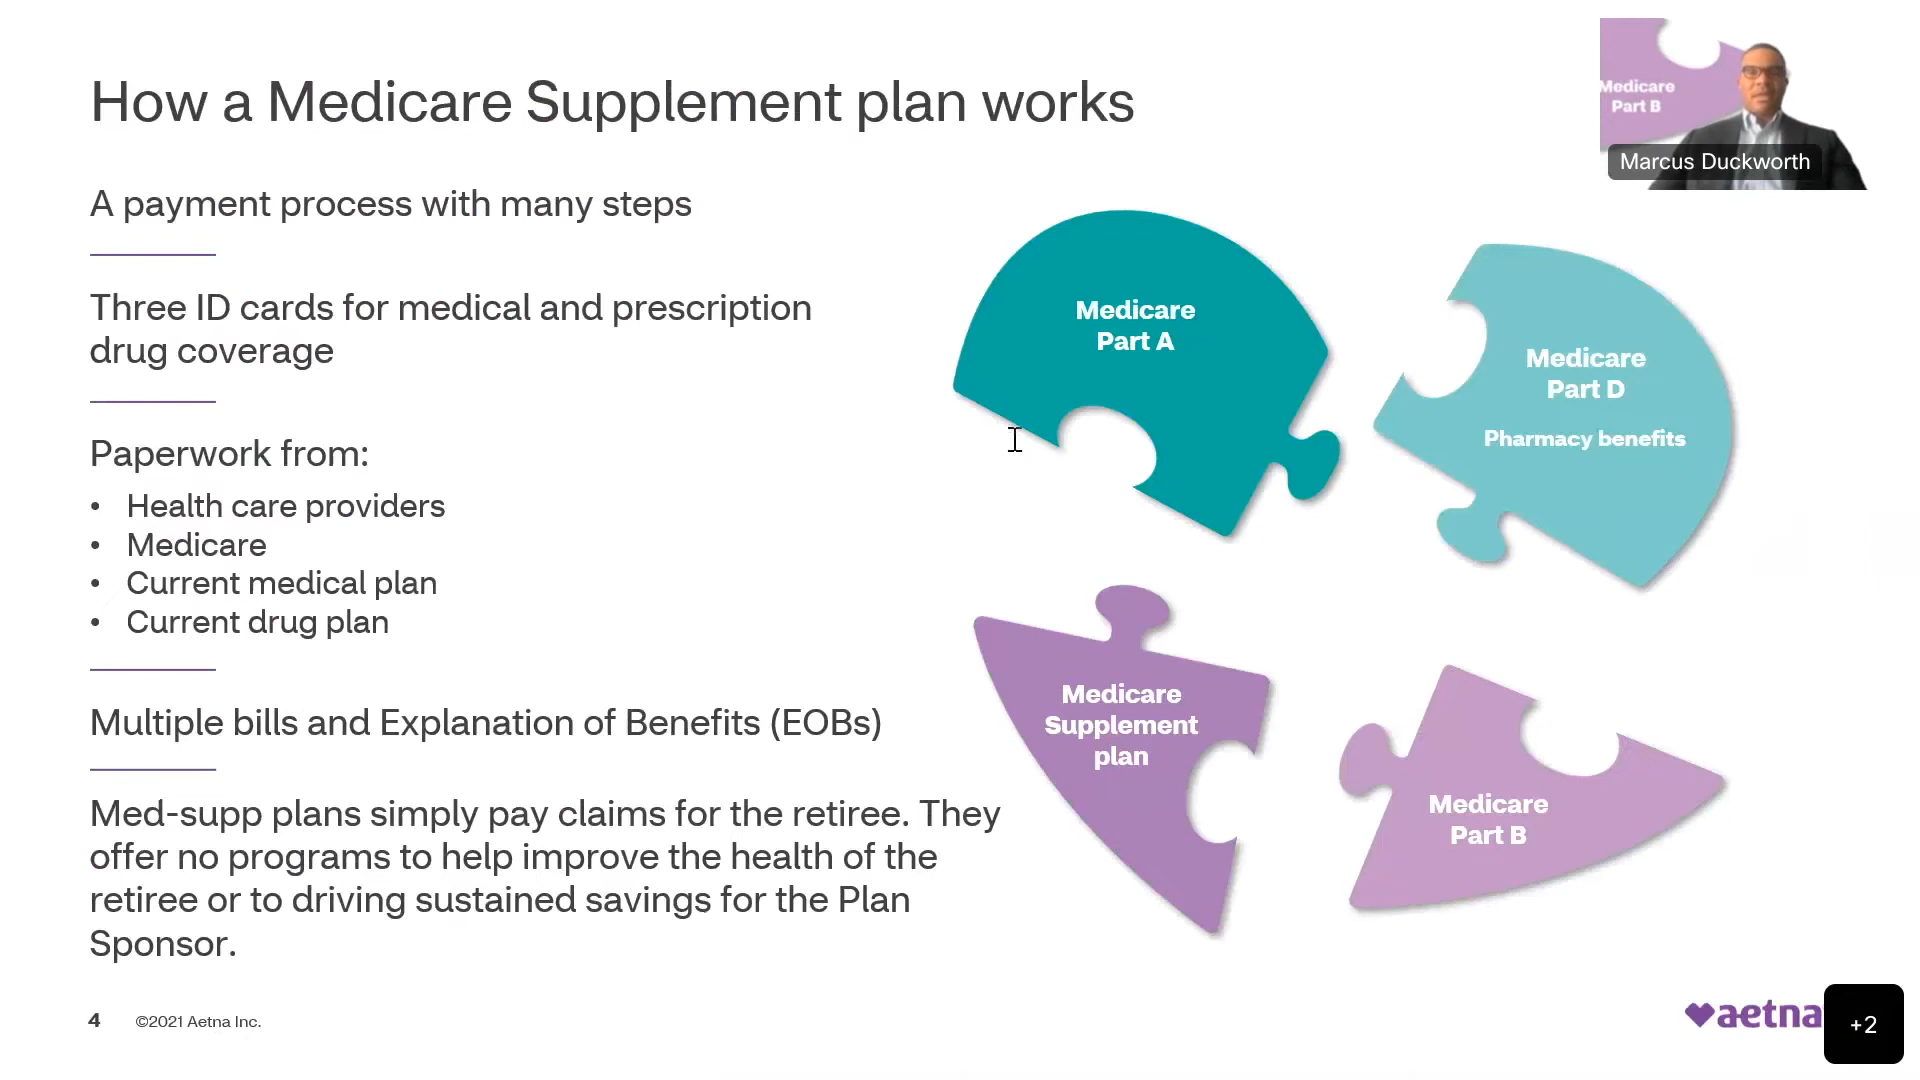 How a Medicare Supplement plan works
Medicare
Part B
Marcus Duckworth
A payment process with many steps
Three ID cards for medical and prescription
drug coverage
Paperwork from:
• Health care providers
• Medicare
• Current medical plan
• Current drug plan
Multiple bills and Explanation of Benefits (EOBs)
Med-supp plans simply pay claims for the retiree. They
offer no programs to help improve the health of the
retiree or to driving sustained savings for the Plan
Sponsor.
Medicare
Part A
Medicare
Part D
Pharmacy benefits
Medicare
Supplement
plan
Medicare
Part B
4 ©2021 Aetna Inc.
aetna
+2